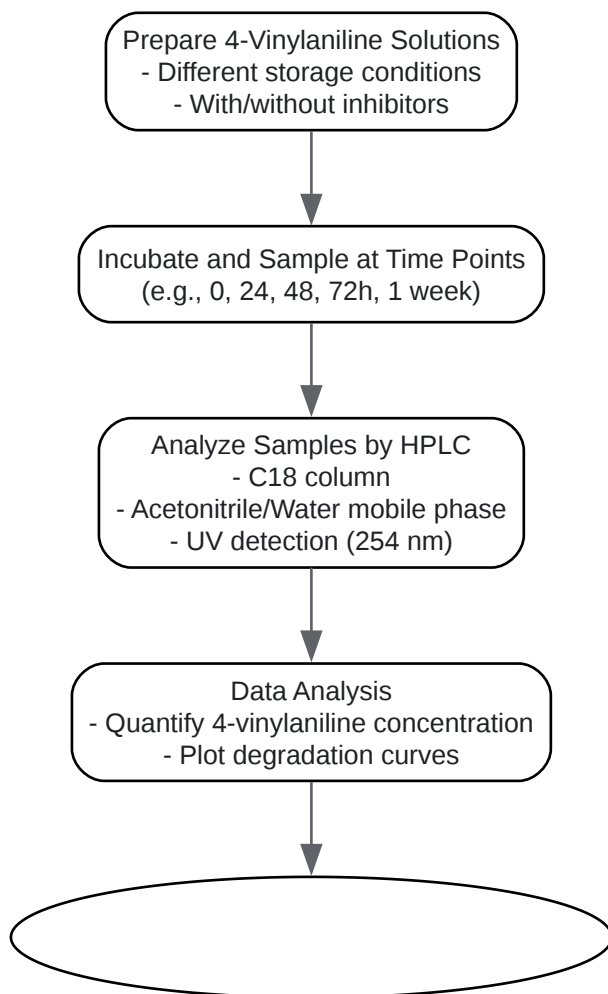 Prepare 4-Vinylaniline Solutions
- Different storage conditions
- With/without inhibitors
Incubate and Sample at Time Points
(e.g., 0, 24, 48, 72h, 1 week)
Analyze Samples by HPLC
- C18 column
- Acetonitrile/Water mobile phase
- UV detection (254 nm)
Data Analysis
- Quantify 4-vinylaniline concentration
- Plot degradation curves